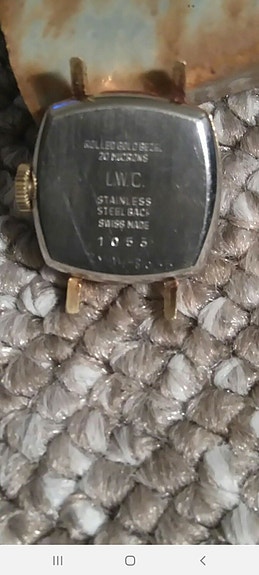 ROLLED GOLD BEZEL
20 MICRONS
L.W.C.
STAINLESS
STEEL BACK
SWISS MADE
1055